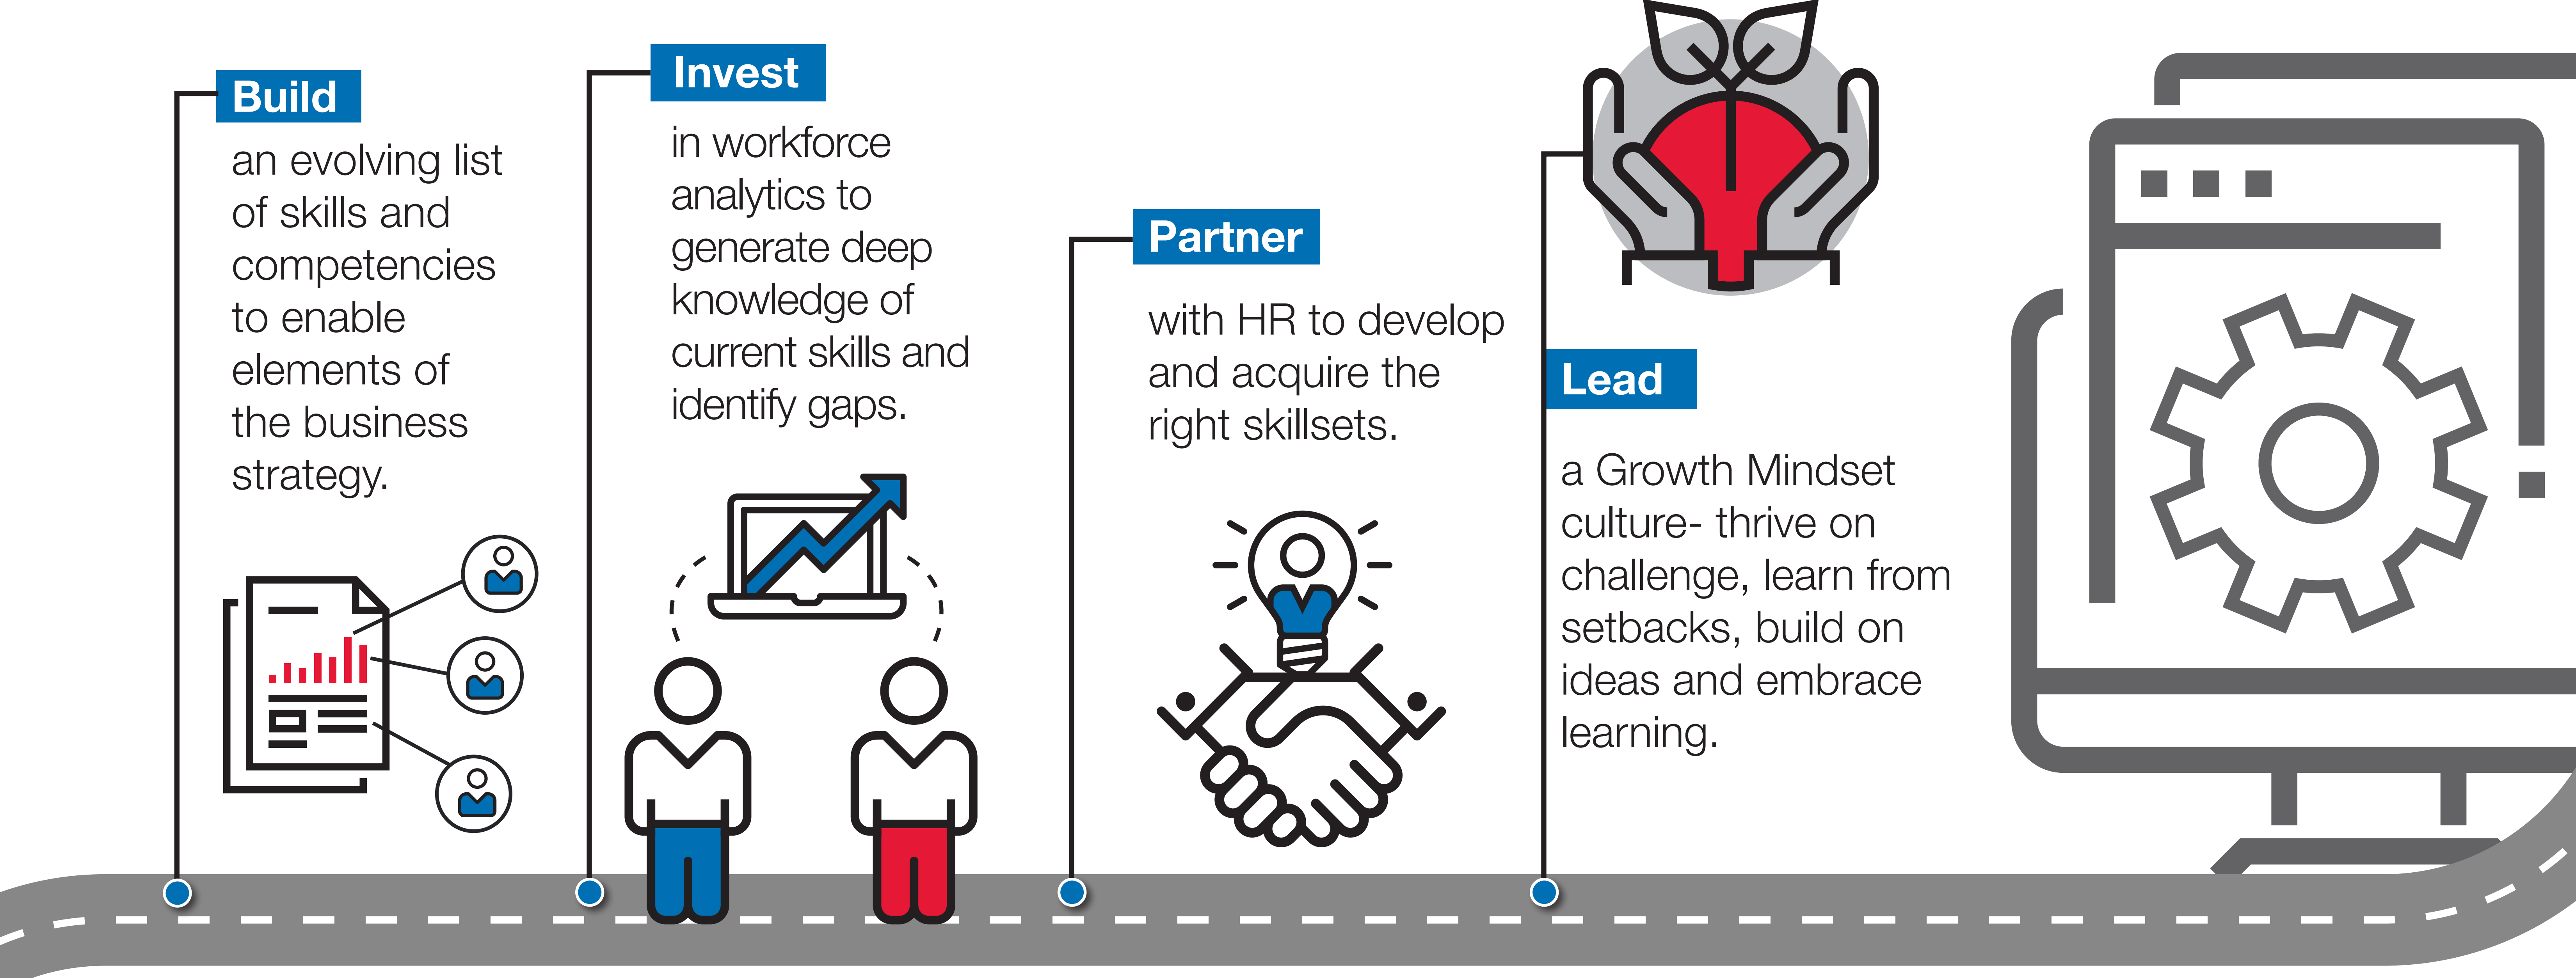 Build
an evolving list
of skills and
competencies
to enable
elements of
the business
strategy.
Invest
in workforce
analytics to
generate deep
knowledge of
current skills and
identify gaps.
Partner
with HR to develop
and acquire the
right skillsets.
Lead
a Growth Mindset
culture- thrive on
challenge, learn from
setbacks, build on
ideas and embrace
learning.